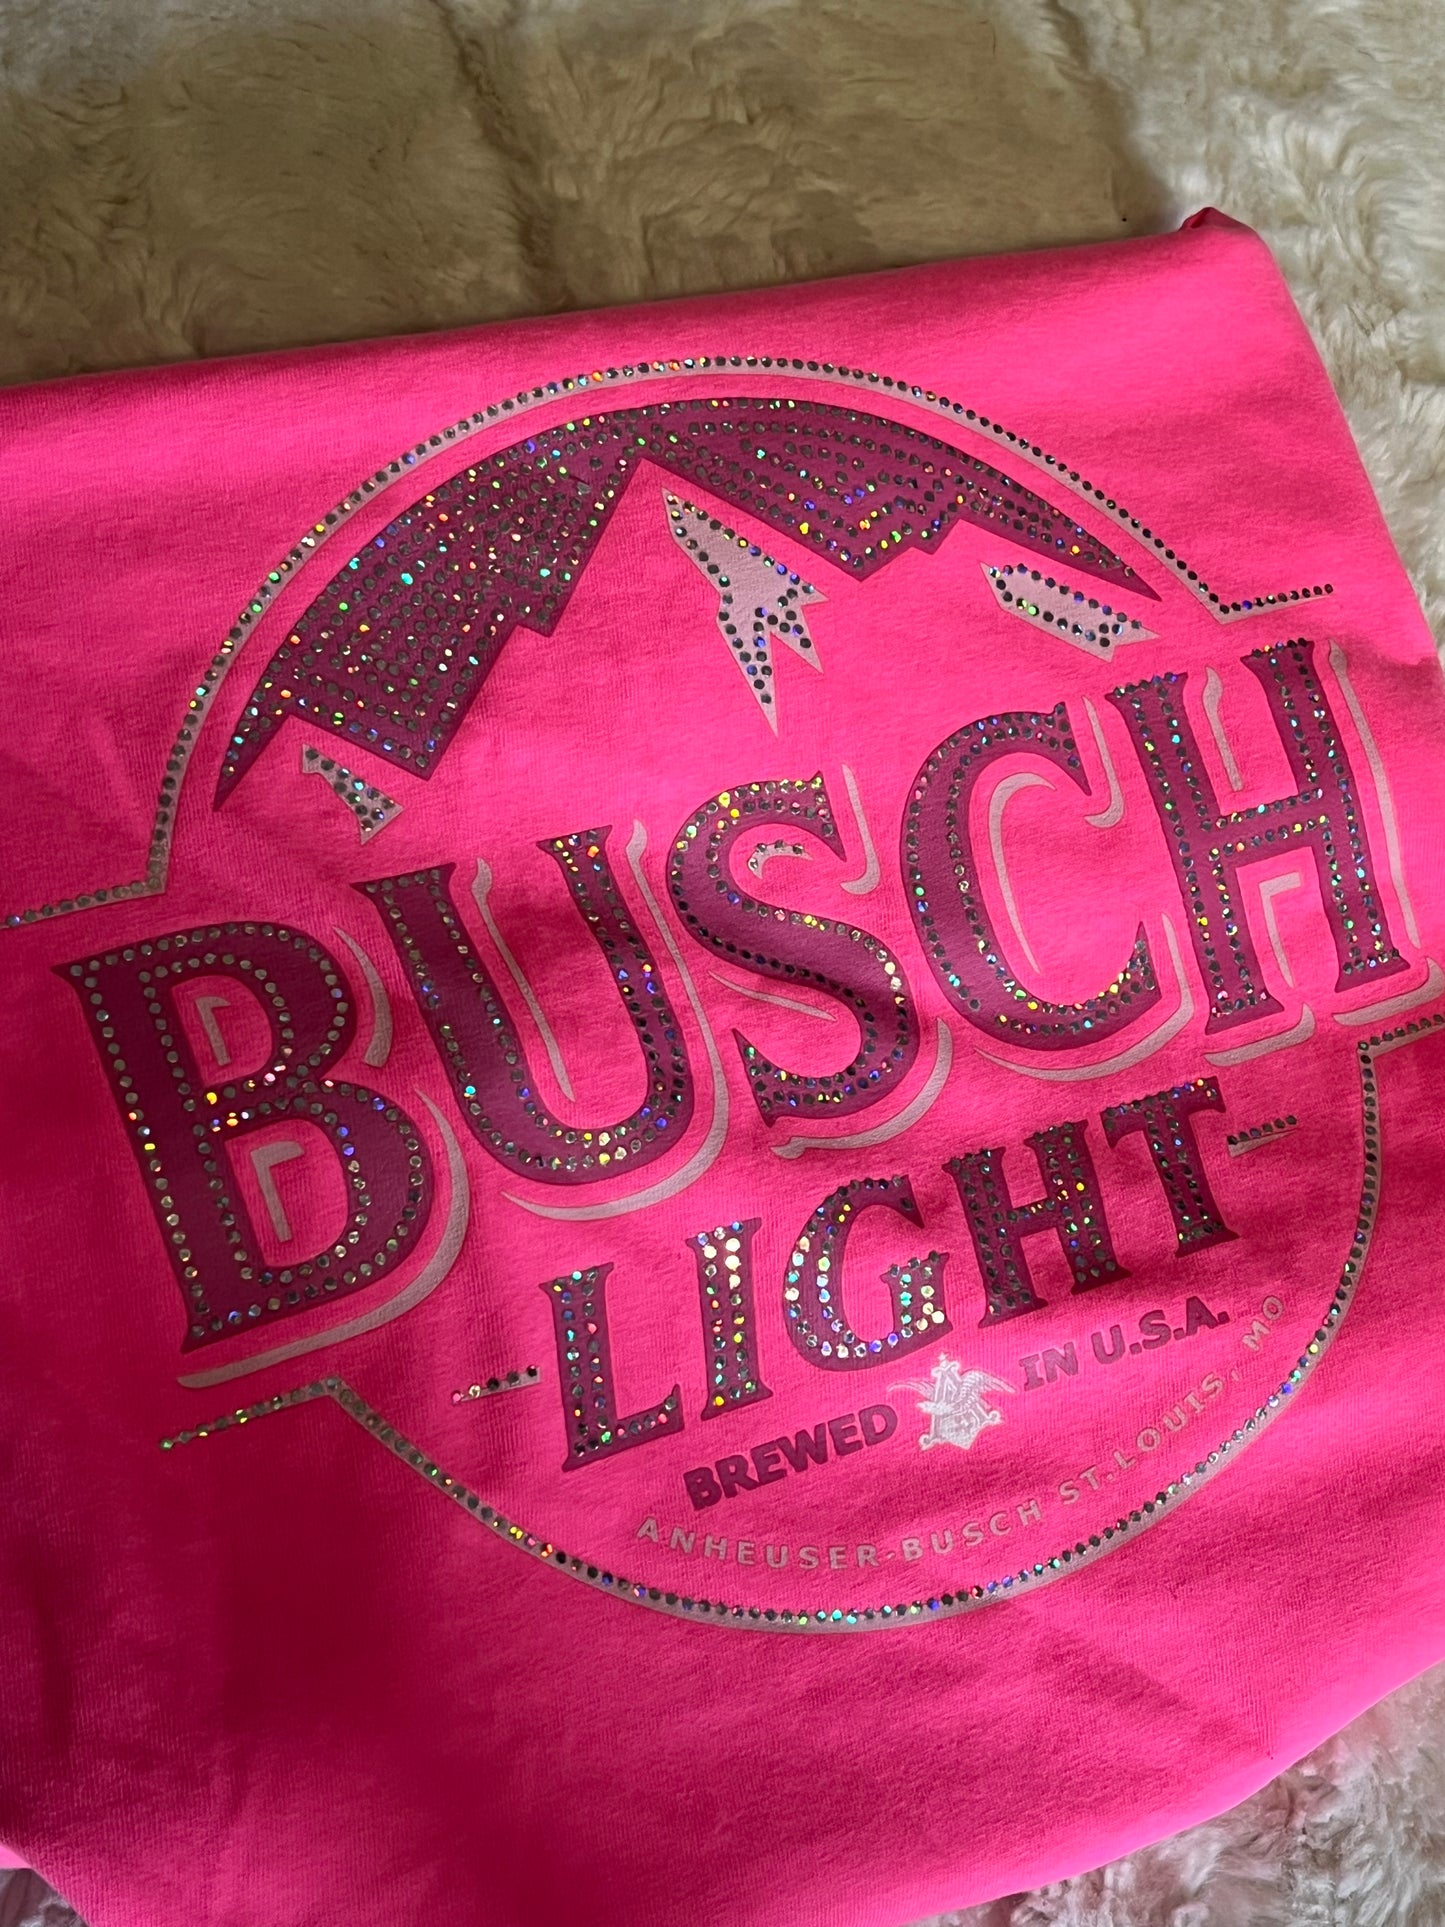 BUSCH
LIGHT
BREWED IN U.S.A.
ANHEUSER-BUSCH ST. LOUIS, MO